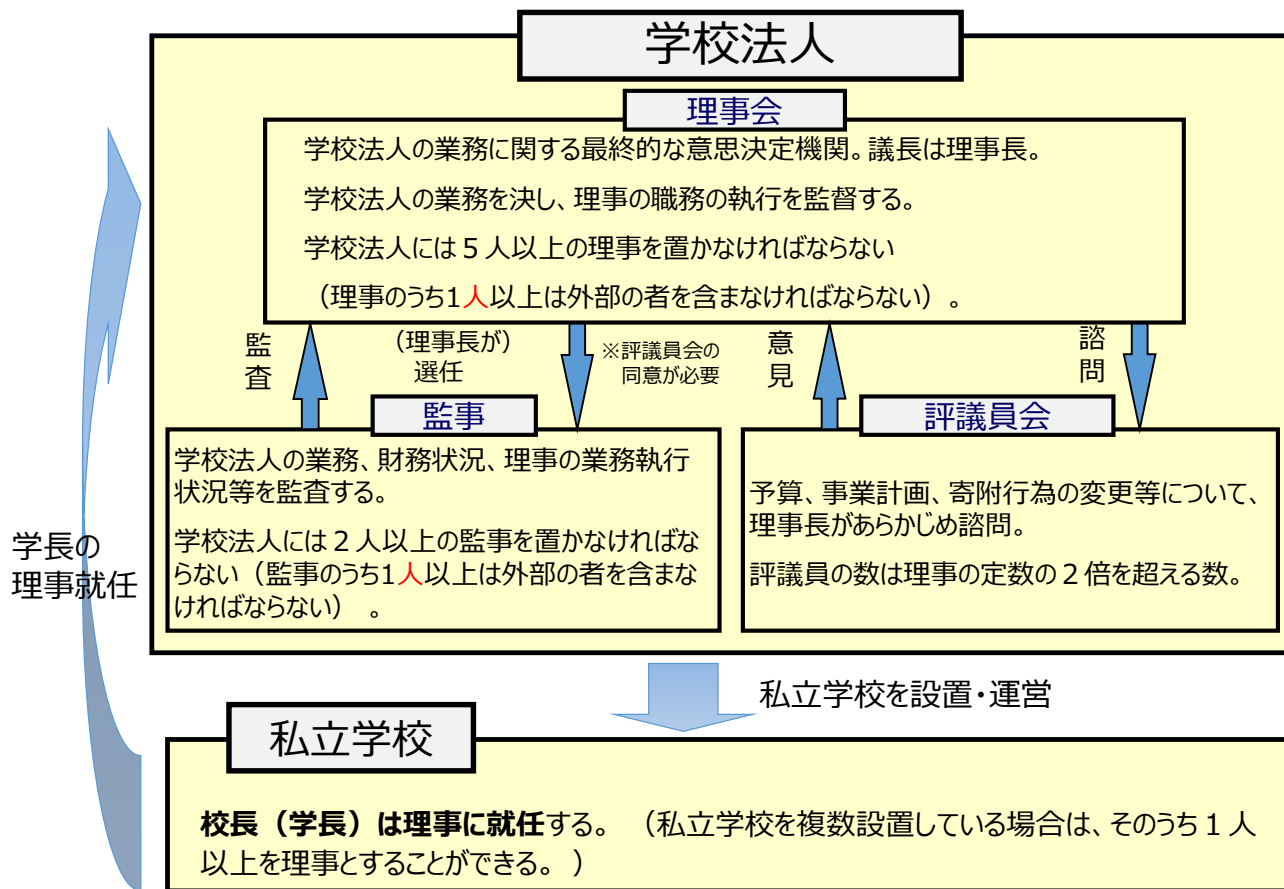 学校法人
理事会
学校法人の業務に関する最終的な意思決定機関。議長は理事長。
学校法人の業務を決し、理事の職務の執行を監督する。
学校法人には５人以上の理事を置かなければならない
（理事のうち1人以上は外部の者を含まなければならない）。
監査
（理事長が）
選任
※評議員会の
同意が必要
意見
諮問
監事
学校法人の業務、財務状況、理事の業務執行
状況等を監査する。
学校法人には２人以上の監事を置かなければな
らない（監事のうち1人以上は外部の者を含まな
ければならない）。
評議員会
予算、事業計画、寄附行為の変更等について、
理事長があらかじめ諮問。
評議員の数は理事の定数の２倍を超える数。
学長の
理事就任
私立学校を設置・運営
私立学校
校長（学長）は理事に就任する。（私立学校を複数設置している場合は、そのうち１人
以上を理事とすることができる。）